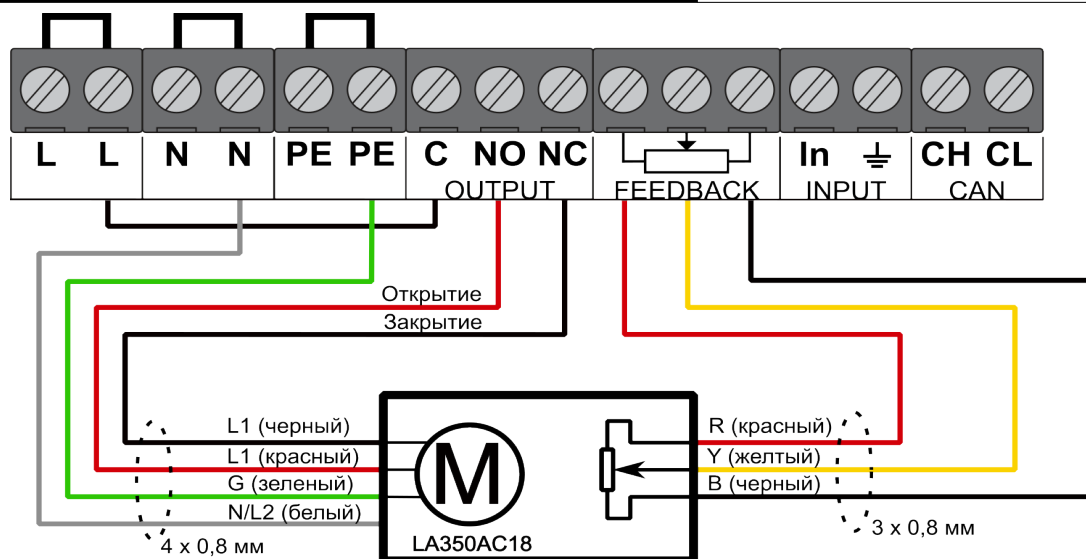 L L N N PE PE C NO NC In CH CL
OUTPUT FEEDBACK INPUT CAN
Открытие
Закрытие
L1 (черный)
L1 (красный)
G (зеленый)
N/L2 (белый)
4 x 0,8 мм
M
LA350AC18
R (красный)
Y (желтый)
B (черный)
3 x 0,8 мм